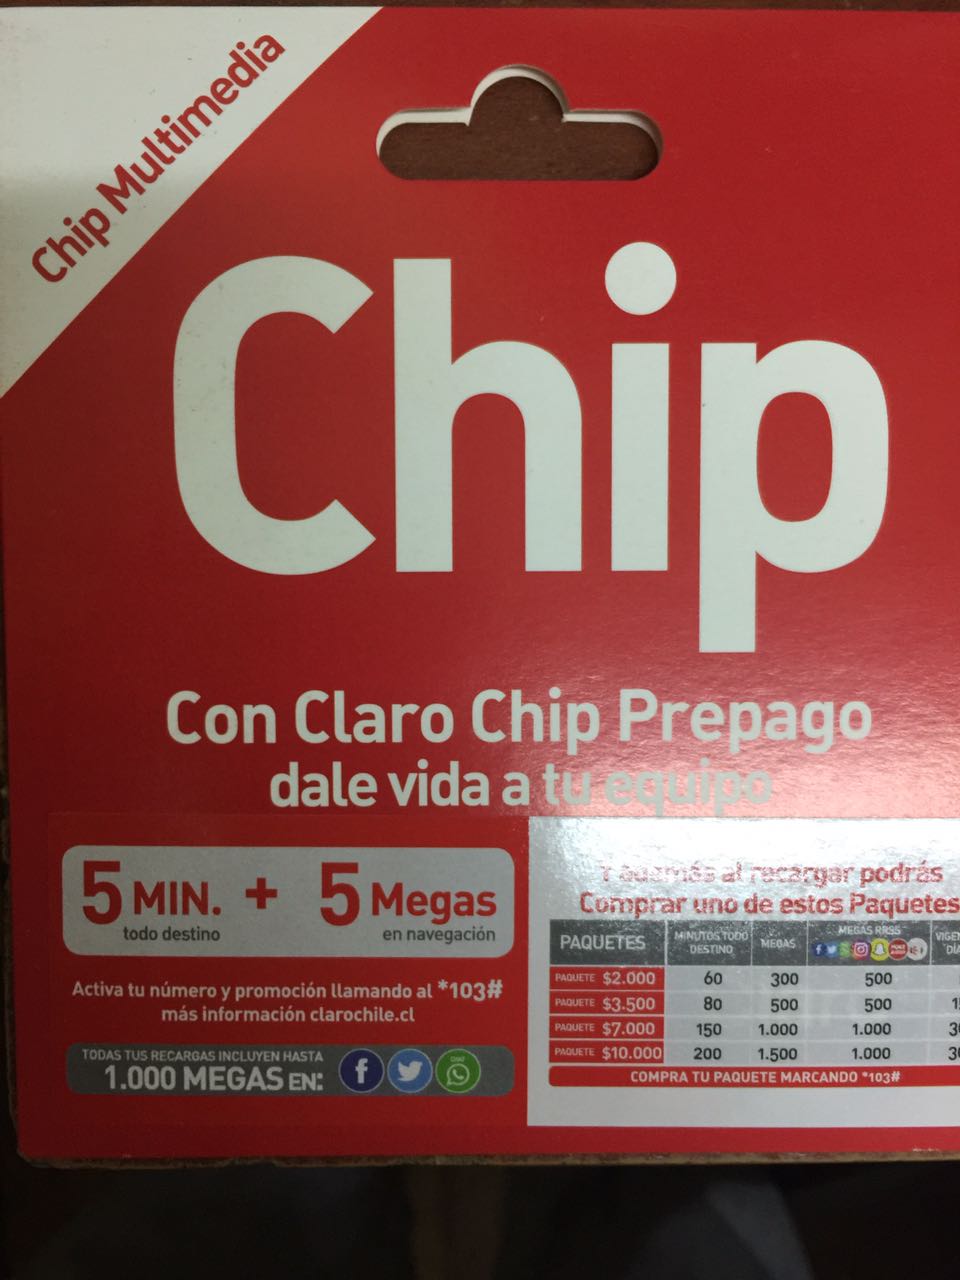 Chip Multimedia
Chip
Con Claro Chip Prepago
dale vida a tu equipo
5 MIN. + 5 Megas
todo destino en navegación
Activa tu número y promoción llamando al *103#
más información clarochile.cl
TODAS TUS RECARGAS INCLUYEN HASTA
1.000 MEGAS EN:
Y además al recargar podrás
Comprar uno de estos Paquetes
PAQUETES MINUTOS TODO DESTINO MEGAS MEGAS RRSS
PAQUETE $2.000 60 300 500
PAQUETE $3.500 80 500 500
PAQUETE $7.000 150 1.000 1.000
PAQUETE $10.000 200 1.500 1.000
COMPRA TU PAQUETE MARCANDO *103#